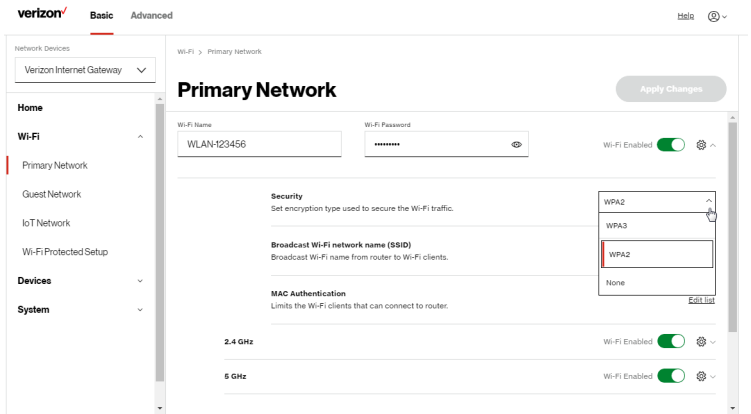 verizon Basic Advanced Help
Network Devices
Verizon Internet Gateway
Home
Wi-Fi
Primary Network
Guest Network
IoT Network
Wi-Fi Protected Setup
Devices
System
Wi-Fi > Primary Network
Primary Network
Apply Changes
Wi-Fi Name
WLAN-123456
Wi-Fi Password
•••••••••
Wi-Fi Enabled
Security
Set encryption type used to secure the Wi-Fi traffic.
WPA2
WPA3
WPA2
None
Broadcast Wi-Fi network name (SSID)
Broadcast Wi-Fi name from router to Wi-Fi clients.
MAC Authentication
Limits the Wi-Fi clients that can connect to router.
Edit list
2.4 GHz Wi-Fi Enabled
5 GHz Wi-Fi Enabled